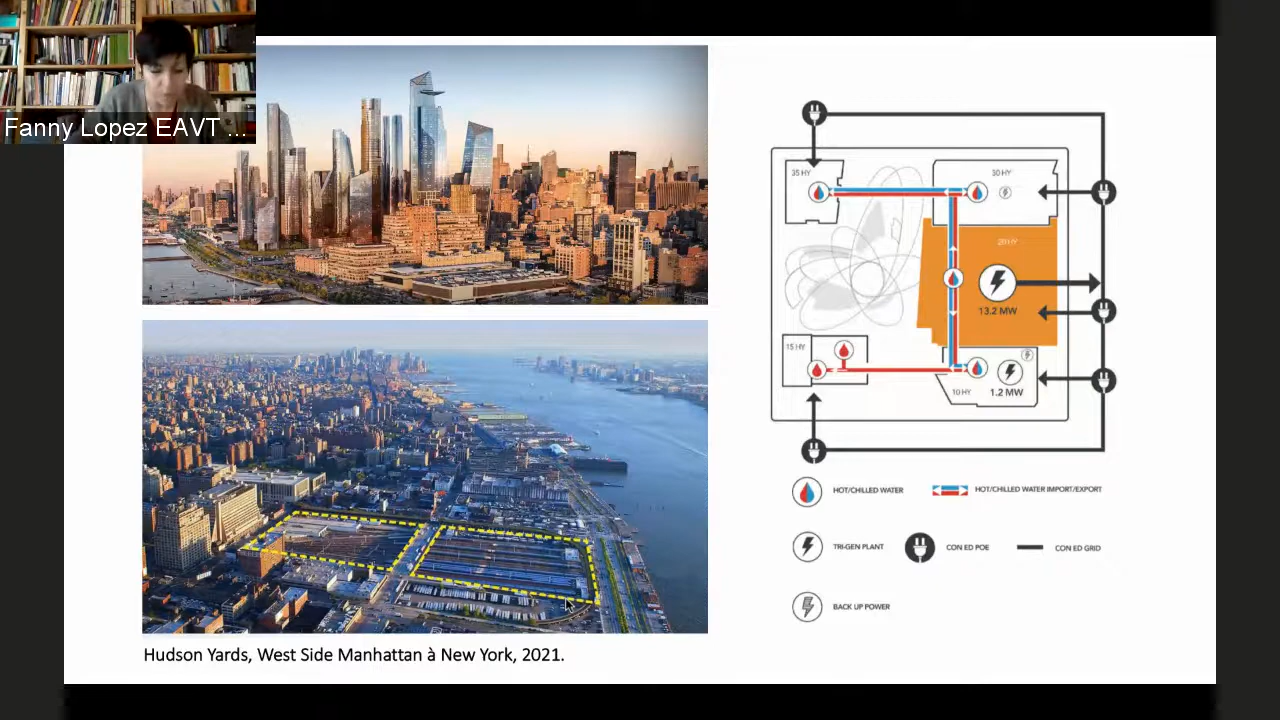 Fanny Lopez EAVT ...
35 HY
30 HY
20 HY
13.2 MW
15 HY
10 HY
1.2 MW
HOT/CHILLED WATER
HOT/CHILLED WATER IMPORT/EXPORT
TRI-GEN PLANT
CON ED POE
CON ED GRID
BACK UP POWER
Hudson Yards, West Side Manhattan à New York, 2021.